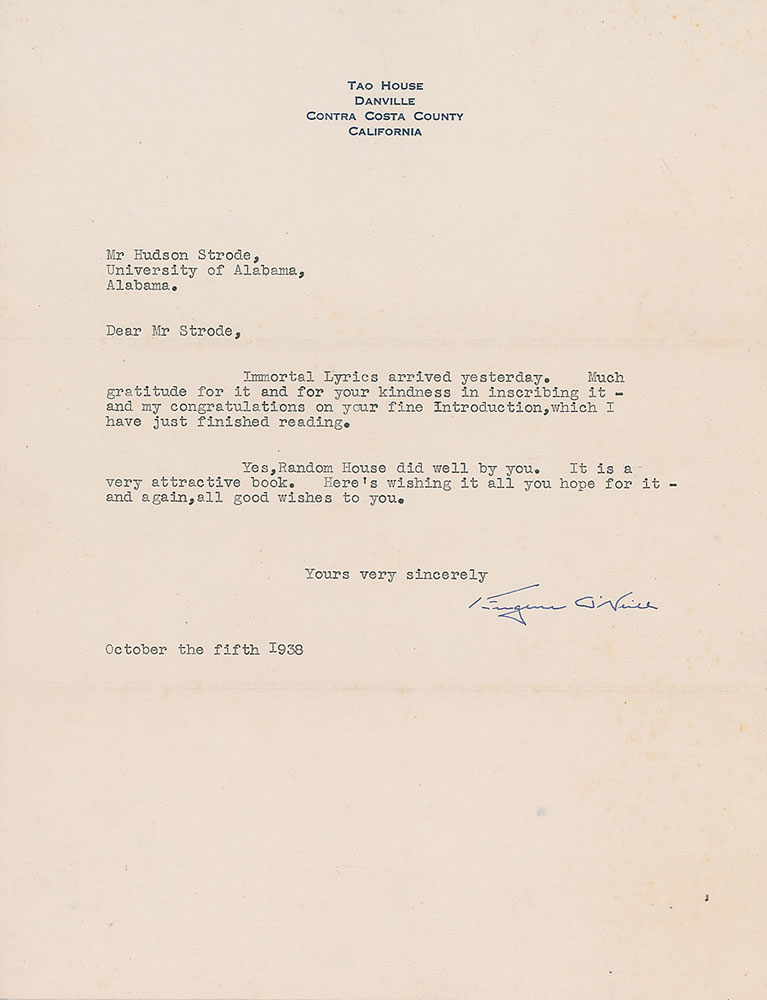 TAO HOUSE
DANVILLE
CONTRA COSTA COUNTY
CALIFORNIA
Mr Hudson Strode,
University of Alabama,
Alabama.
Dear Mr Strode,
Immortal Lyrics arrived yesterday. Much
gratitude for it and for your kindness in inscribing it -
and my congratulations on your fine Introduction,which I
have just finished reading.
Yes,Random House did well by you. It is a
very attractive book. Here's wishing it all you hope for it -
and again,all good wishes to you.
Yours very sincerely
Eugene O'Neill
October the fifth I938